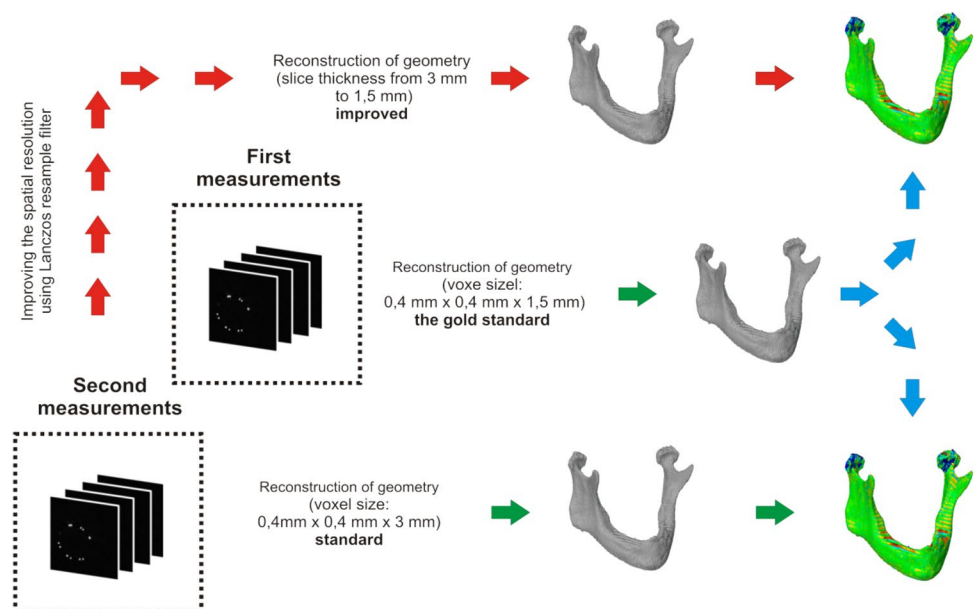 Improving the spatial resolution
using Lanczos resample filter
Reconstruction of geometry
(slice thickness from 3 mm
to 1,5 mm)
improved
First
measurements
Reconstruction of geometry
(voxe sizel:
0,4 mm x 0,4 mm x 1,5 mm)
the gold standard
Second
measurements
Reconstruction of geometry
(voxel size:
0,4mm x 0,4 mm x 3 mm)
standard